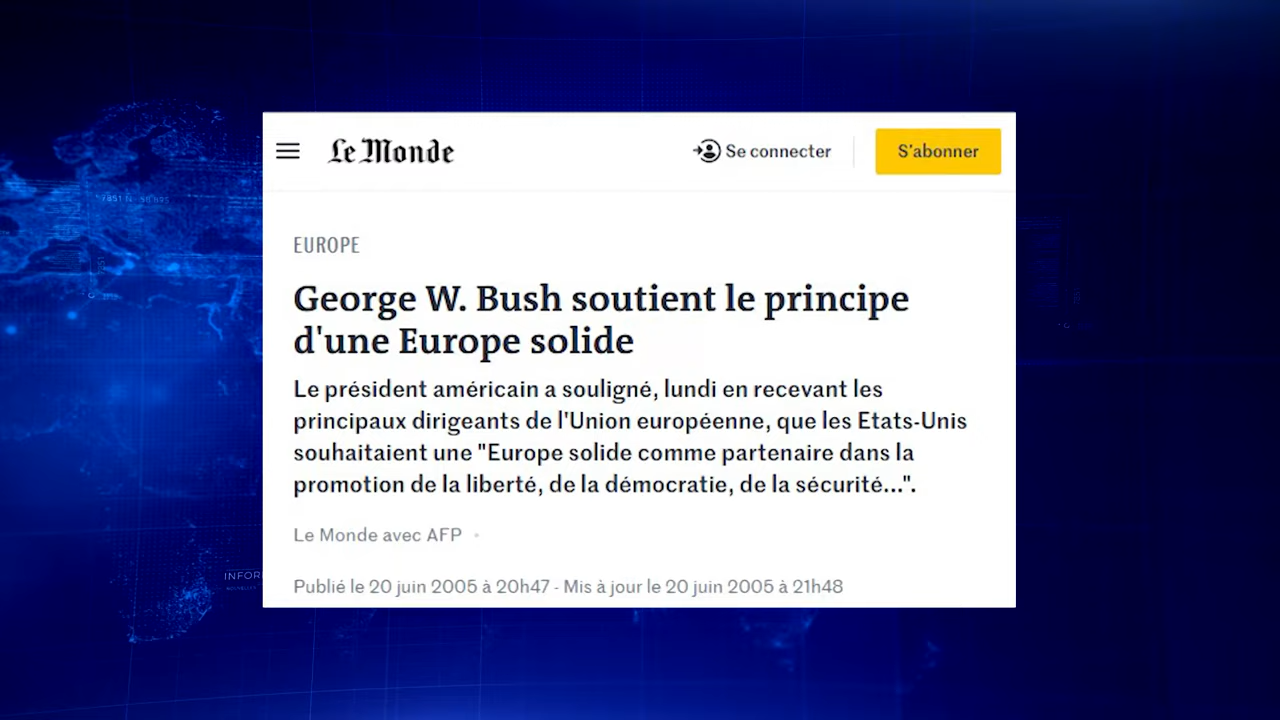 Le Monde
Se connecter
S'abonner
EUROPE
George W. Bush soutient le principe
d'une Europe solide
Le président américain a souligné, lundi en recevant les
principaux dirigeants de l'Union européenne, que les Etats-Unis
souhaitaient une "Europe solide comme partenaire dans la
promotion de la liberté, de la démocratie, de la sécurité...".
Le Monde avec AFP
Publié le 20 juin 2005 à 20h47 - Mis à jour le 20 juin 2005 à 21h48